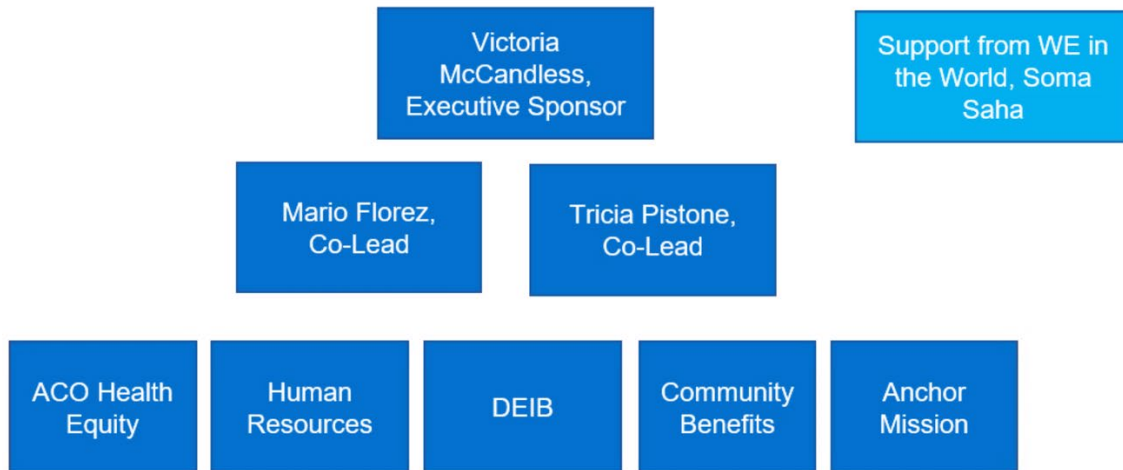 Victoria
McCandless,
Executive Sponsor
Support from WE in
the World, Soma
Saha
Mario Florez,
Co-Lead
Tricia Pistone,
Co-Lead
ACO Health
Equity
Human
Resources
DEIB
Community
Benefits
Anchor
Mission